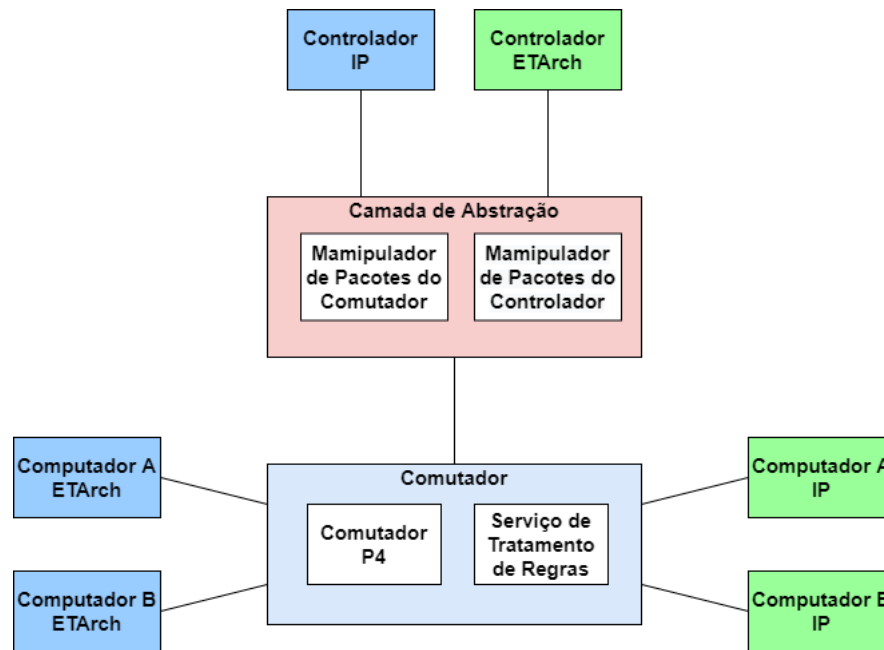 Controlador
IP
Controlador
ETArch
Camada de Abstração
Mamipulador
de Pacotes do
Comutador
Mamipulador
de Pacotes do
Controlador
Computador A
ETArch
Computador B
ETArch
Comutador
Comutador
P4
Serviço de
Tratamento
de Regras
Computador A
IP
Computador B
IP